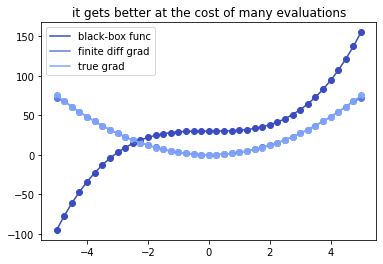 it gets better at the cost of many evaluations
black-box func
finite diff grad
true grad
150
100
50
0
−50
−100
−4 −2 0 2 4